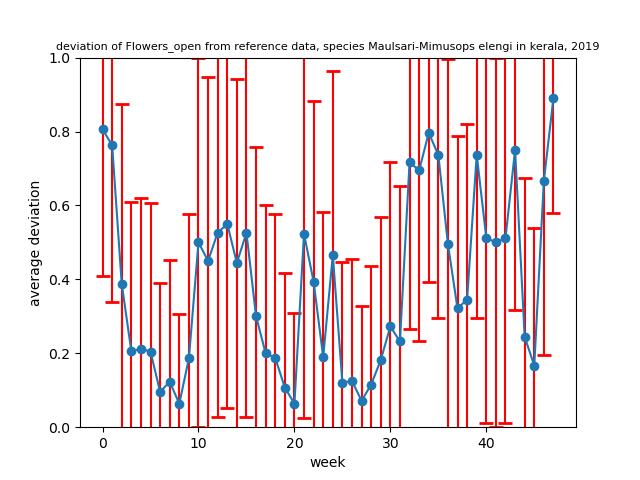 deviation of Flowers_open from reference data, species Maulsari-Mimusops elengi in kerala, 2019
1.0
0.8
0.6
0.4
0.2
0.0
average deviation
0 10 20 30 40
week